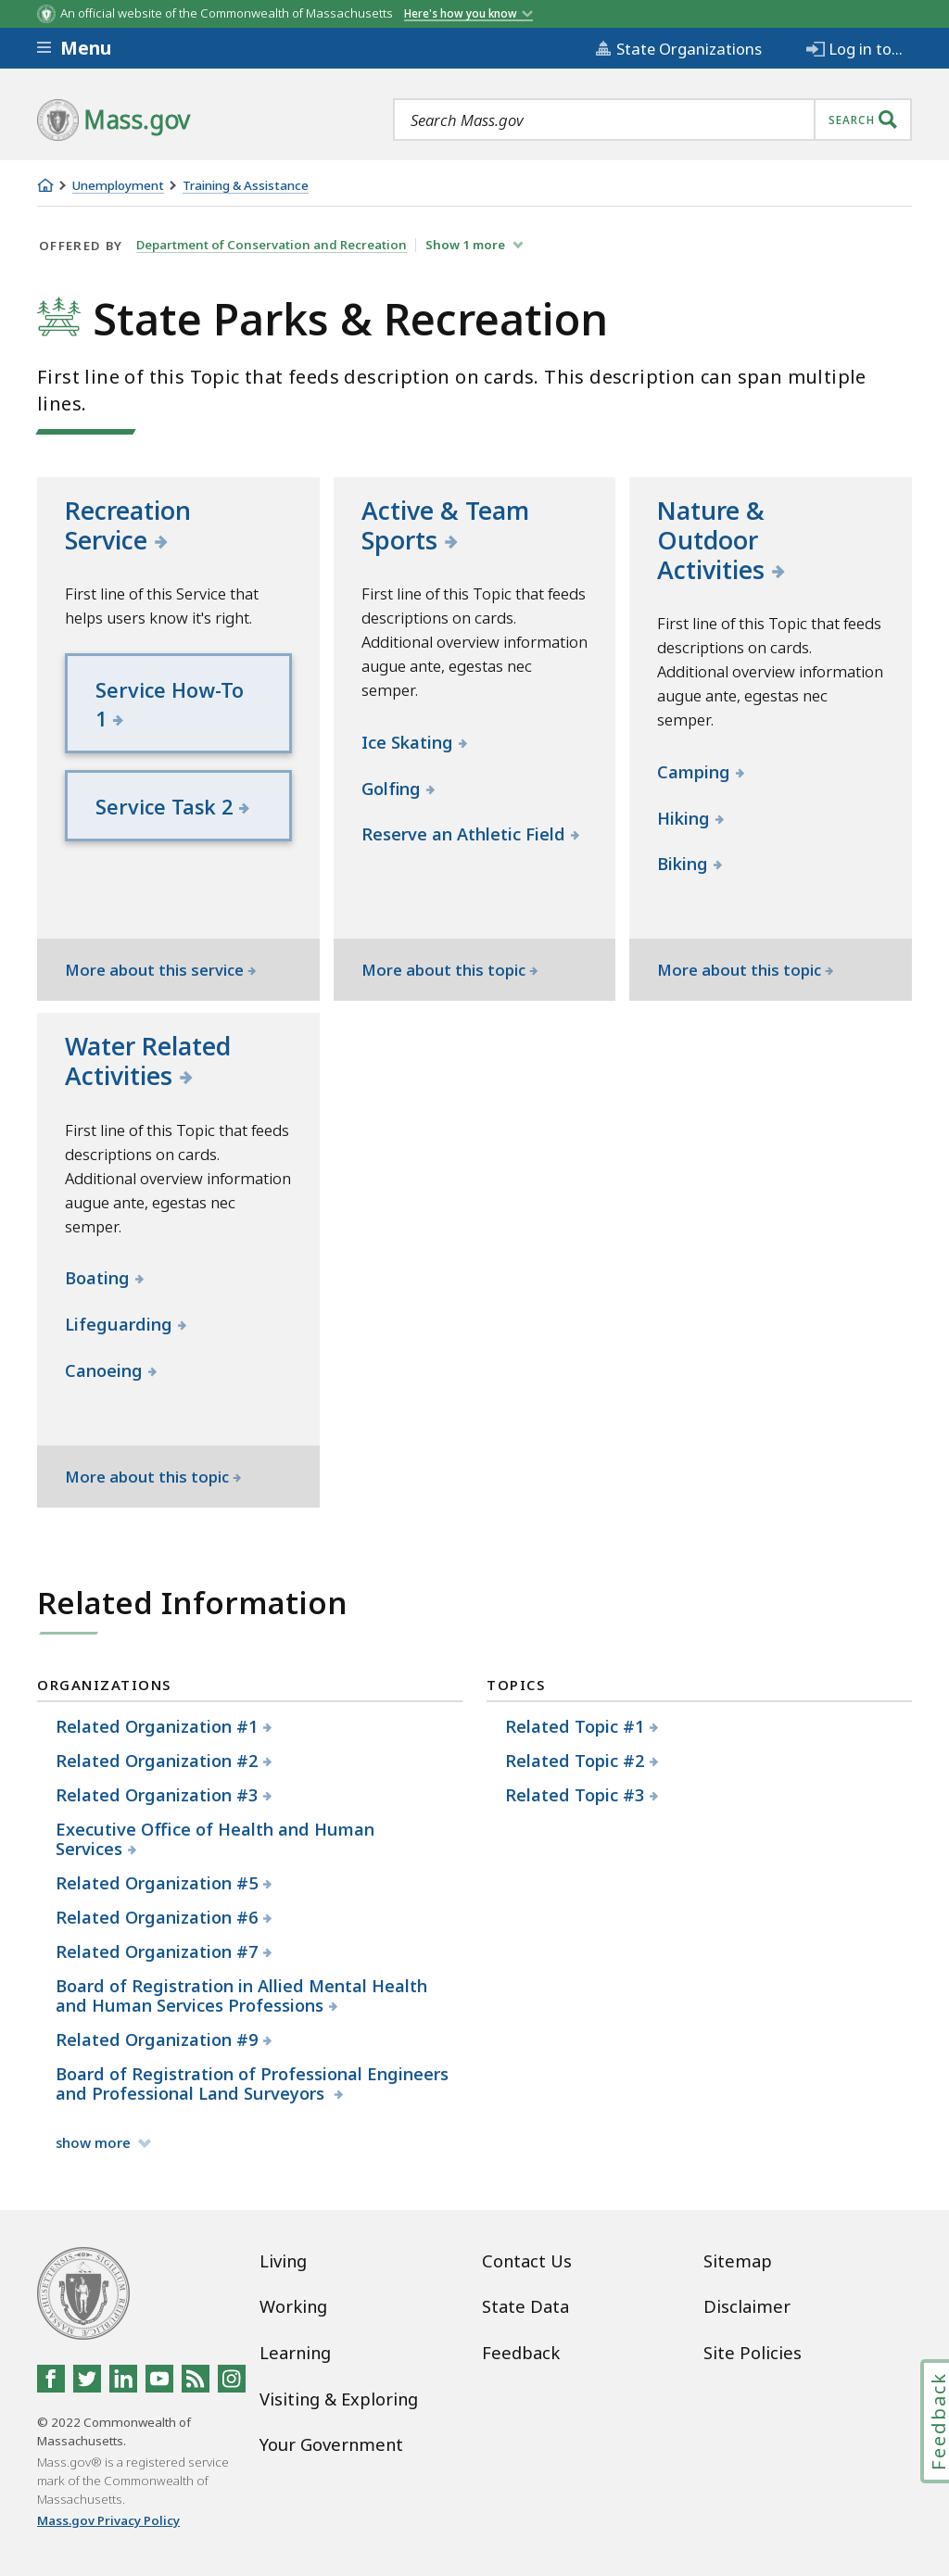 An official website of the Commonwealth of Massachusetts Here's how you know
Menu State Organizations Log in to...
Mass.gov Search Mass.gov SEARCH
Unemployment Training & Assistance
OFFERED BY Department of Conservation and Recreation Show 1 more
State Parks & Recreation
First line of this Topic that feeds description on cards. This description can span multiple
lines.
Recreation
Service
First line of this Service that
helps users know it's right.
Service How-To
1
Service Task 2
More about this service
Active & Team
Sports
First line of this Topic that feeds
descriptions on cards.
Additional overview information
augue ante, egestas nec
semper.
Ice Skating
Golfing
Reserve an Athletic Field
More about this topic
Nature &
Outdoor
Activities
First line of this Topic that feeds
descriptions on cards.
Additional overview information
augue ante, egestas nec
semper.
Camping
Hiking
Biking
More about this topic
Water Related
Activities
First line of this Topic that feeds
descriptions on cards.
Additional overview information
augue ante, egestas nec
semper.
Boating
Lifeguarding
Canoeing
More about this topic
Related Information
ORGANIZATIONS
Related Organization #1
Related Organization #2
Related Organization #3
Executive Office of Health and Human
Services
Related Organization #5
Related Organization #6
Related Organization #7
Board of Registration in Allied Mental Health
and Human Services Professions
Related Organization #9
Board of Registration of Professional Engineers
and Professional Land Surveyors
show more
TOPICS
Related Topic #1
Related Topic #2
Related Topic #3
Living
Working
Learning
Visiting & Exploring
Your Government
Contact Us
State Data
Feedback
Sitemap
Disclaimer
Site Policies
© 2022 Commonwealth of
Massachusetts.
Mass.gov® is a registered service
mark of the Commonwealth of
Massachusetts.
Mass.gov Privacy Policy
Feedback